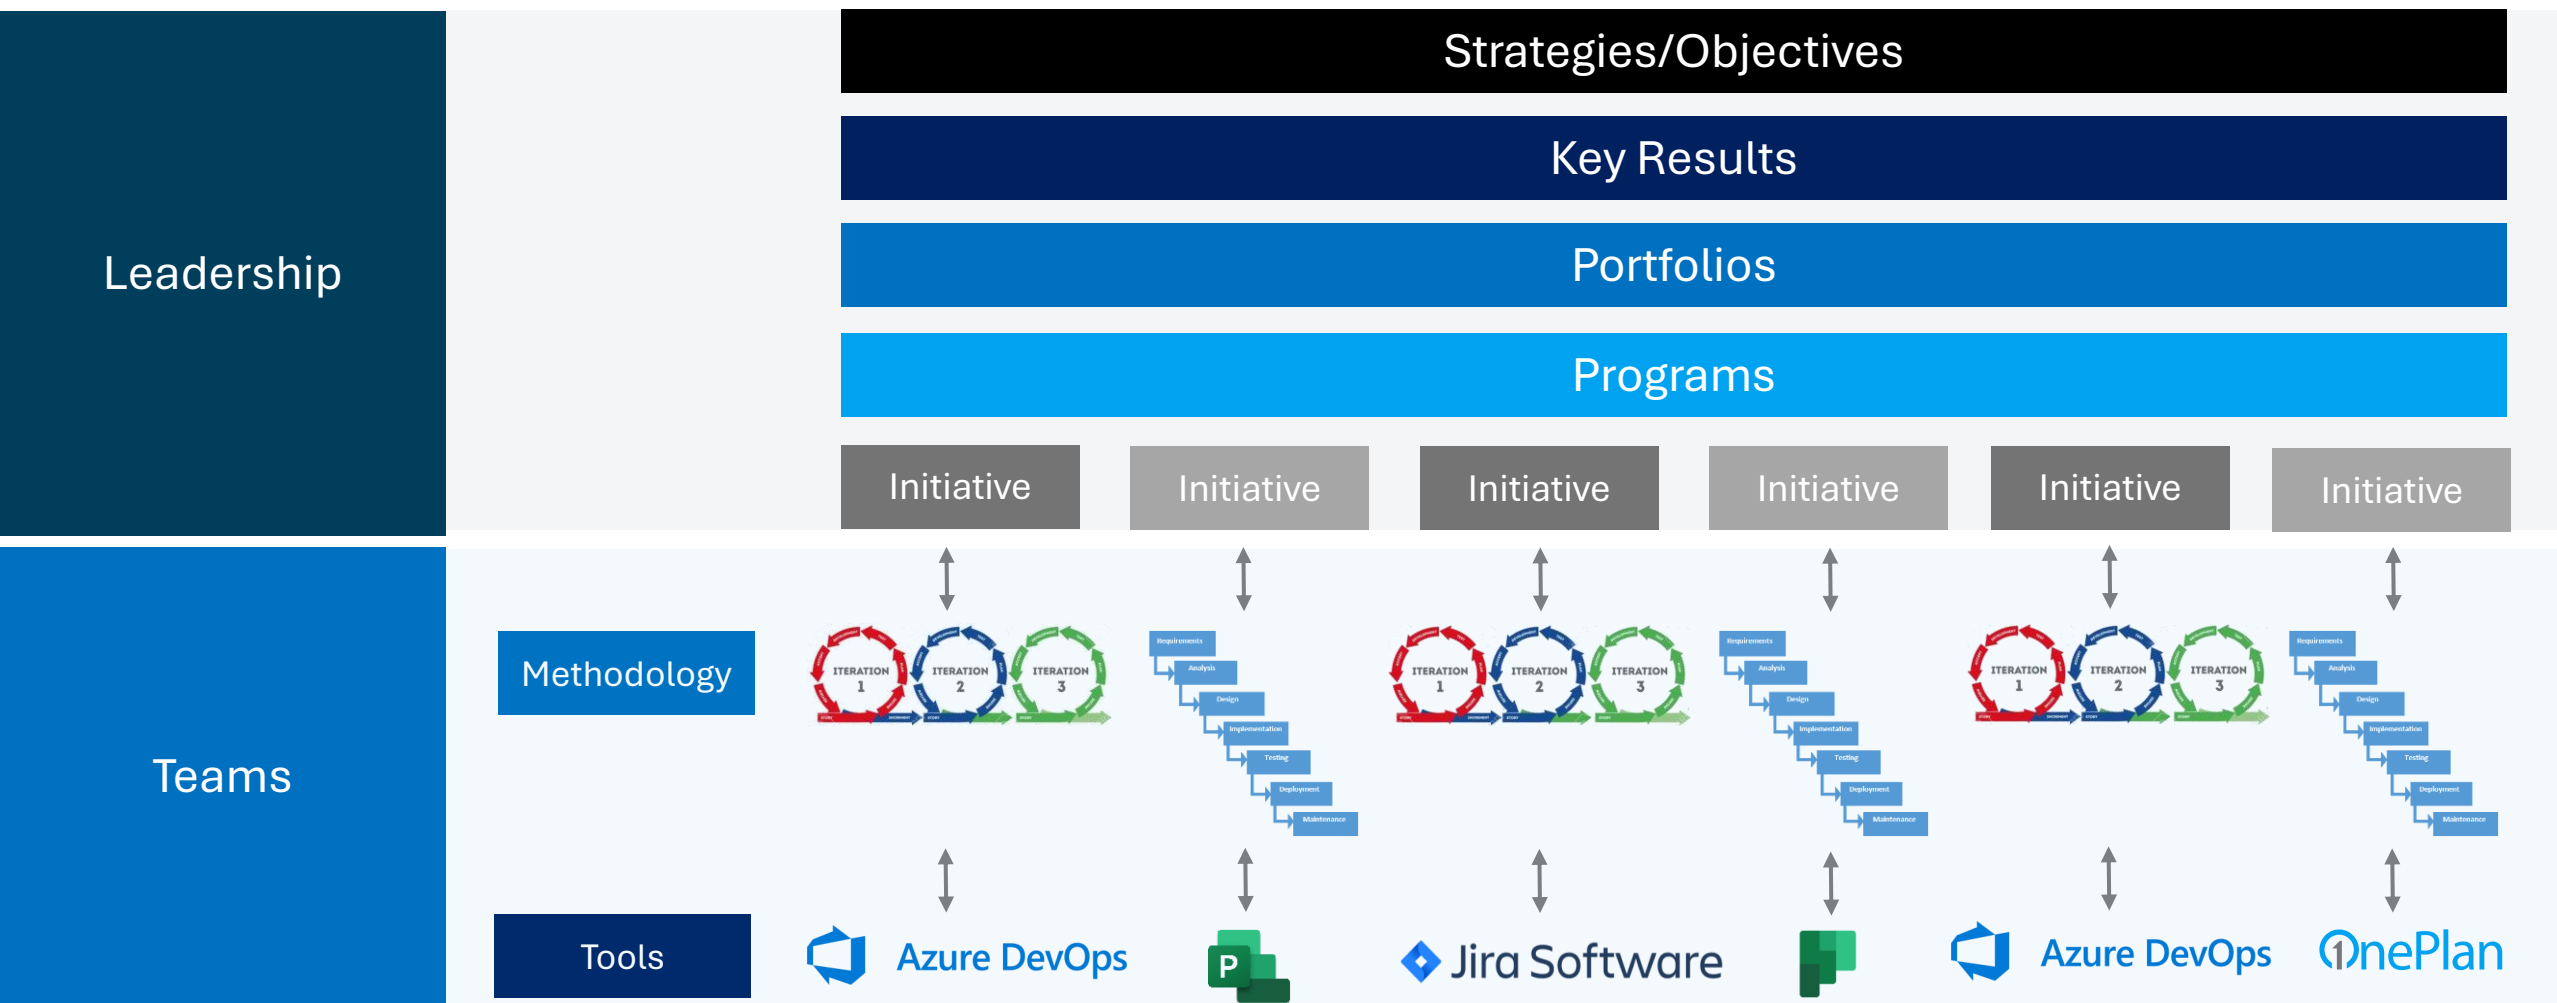 Strategies/Objectives
Key Results
Leadership
Portfolios
Programs
Initiative
Initiative
Initiative
Initiative
Initiative
Initiative
Teams
Methodology
ITERATION
1
ITERATION
2
ITERATION
3
Requirements
Analysis
Design
Implementation
Testing
Deployment
Maintenance
ITERATION
1
ITERATION
2
ITERATION
3
Requirements
Analysis
Design
Implementation
Testing
Deployment
Maintenance
ITERATION
1
ITERATION
2
ITERATION
3
Requirements
Analysis
Design
Implementation
Testing
Deployment
Maintenance
Tools
Azure DevOps
P
Jira Software
Azure DevOps
OnePlan